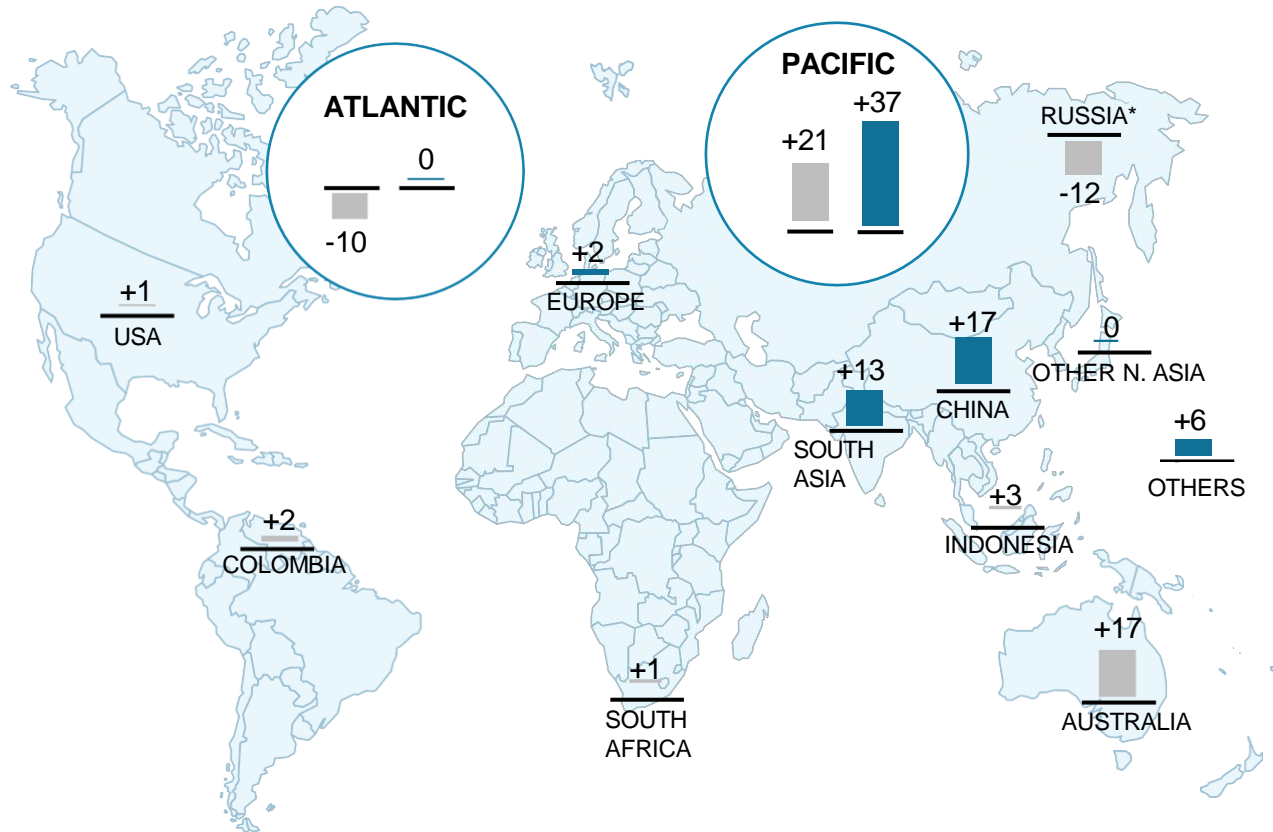 ATLANTIC
0
-10
PACIFIC
+37
+21
RUSSIA*
-12
+2
EUROPE
+1
USA
+17
CHINA
0
OTHER N. ASIA
+13
SOUTH
ASIA
+6
OTHERS
+3
INDONESIA
+2
COLOMBIA
+1
SOUTH
AFRICA
+17
AUSTRALIA